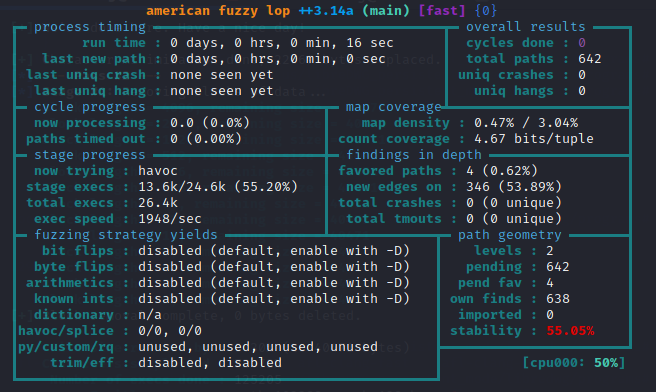 american fuzzy lop ++3.14a (main) [fast] {0}
process timing
run time : 0 days, 0 hrs, 0 min, 16 sec
last new path : 0 days, 0 hrs, 0 min, 0 sec
last uniq crash : none seen yet
last uniq hang : none seen yet
overall results
cycles done : 0
total paths : 642
uniq crashes : 0
uniq hangs : 0
cycle progress
now processing : 0.0 (0.0%)
paths timed out : 0 (0.00%)
map coverage
map density : 0.47% / 3.04%
count coverage : 4.67 bits/tuple
stage progress
now trying : havoc
stage execs : 13.6k/24.6k (55.20%)
total execs : 26.4k
exec speed : 1948/sec
findings in depth
favored paths : 4 (0.62%)
new edges on : 346 (53.89%)
total crashes : 0 (0 unique)
total tmouts : 0 (0 unique)
fuzzing strategy yields
bit flips : disabled (default, enable with -D)
byte flips : disabled (default, enable with -D)
arithmetics : disabled (default, enable with -D)
known ints : disabled (default, enable with -D)
dictionary : n/a
havoc/splice : 0/0, 0/0
py/custom/rq : unused, unused, unused, unused
trim/eff : disabled, disabled
path geometry
levels : 2
pending : 642
pend fav : 4
own finds : 638
imported : 0
stability : 55.05%
[cpu000: 50%]